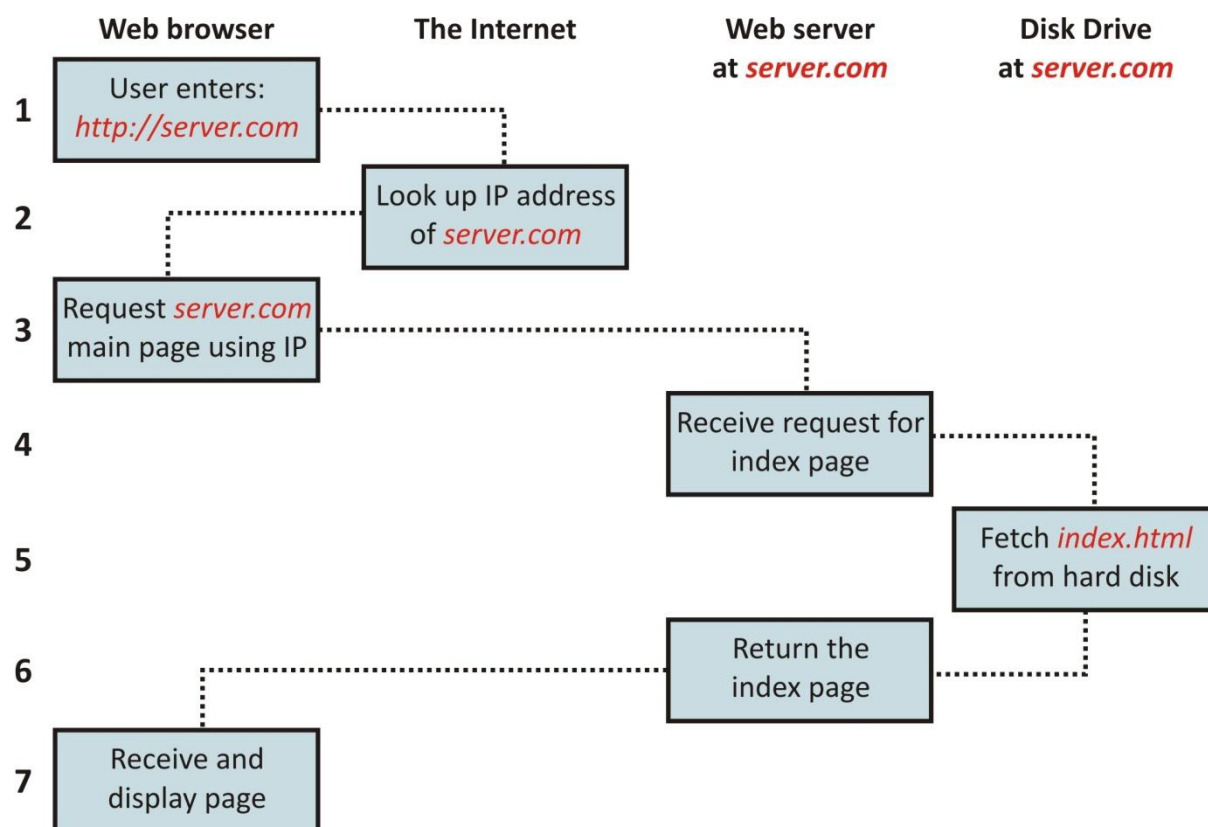 Web browser
The Internet
Web server
at server.com
Disk Drive
at server.com
1
User enters:
http://server.com
2
Look up IP address
of server.com
3
Request server.com
main page using IP
4
Receive request for
index page
5
Fetch index.html
from hard disk
6
Return the
index page
7
Receive and
display page